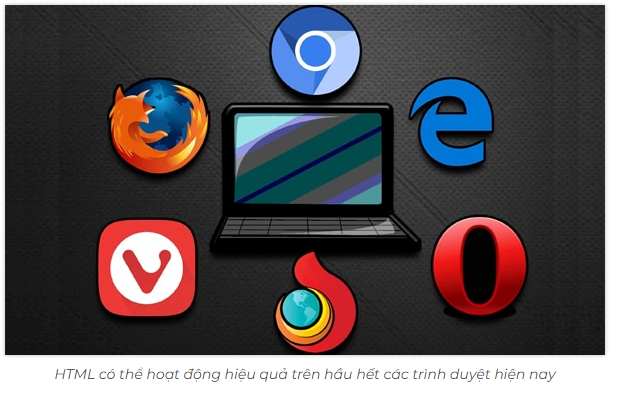 HTML có thể hoạt động hiệu quả trên hầu hết các trình duyệt hiện nay